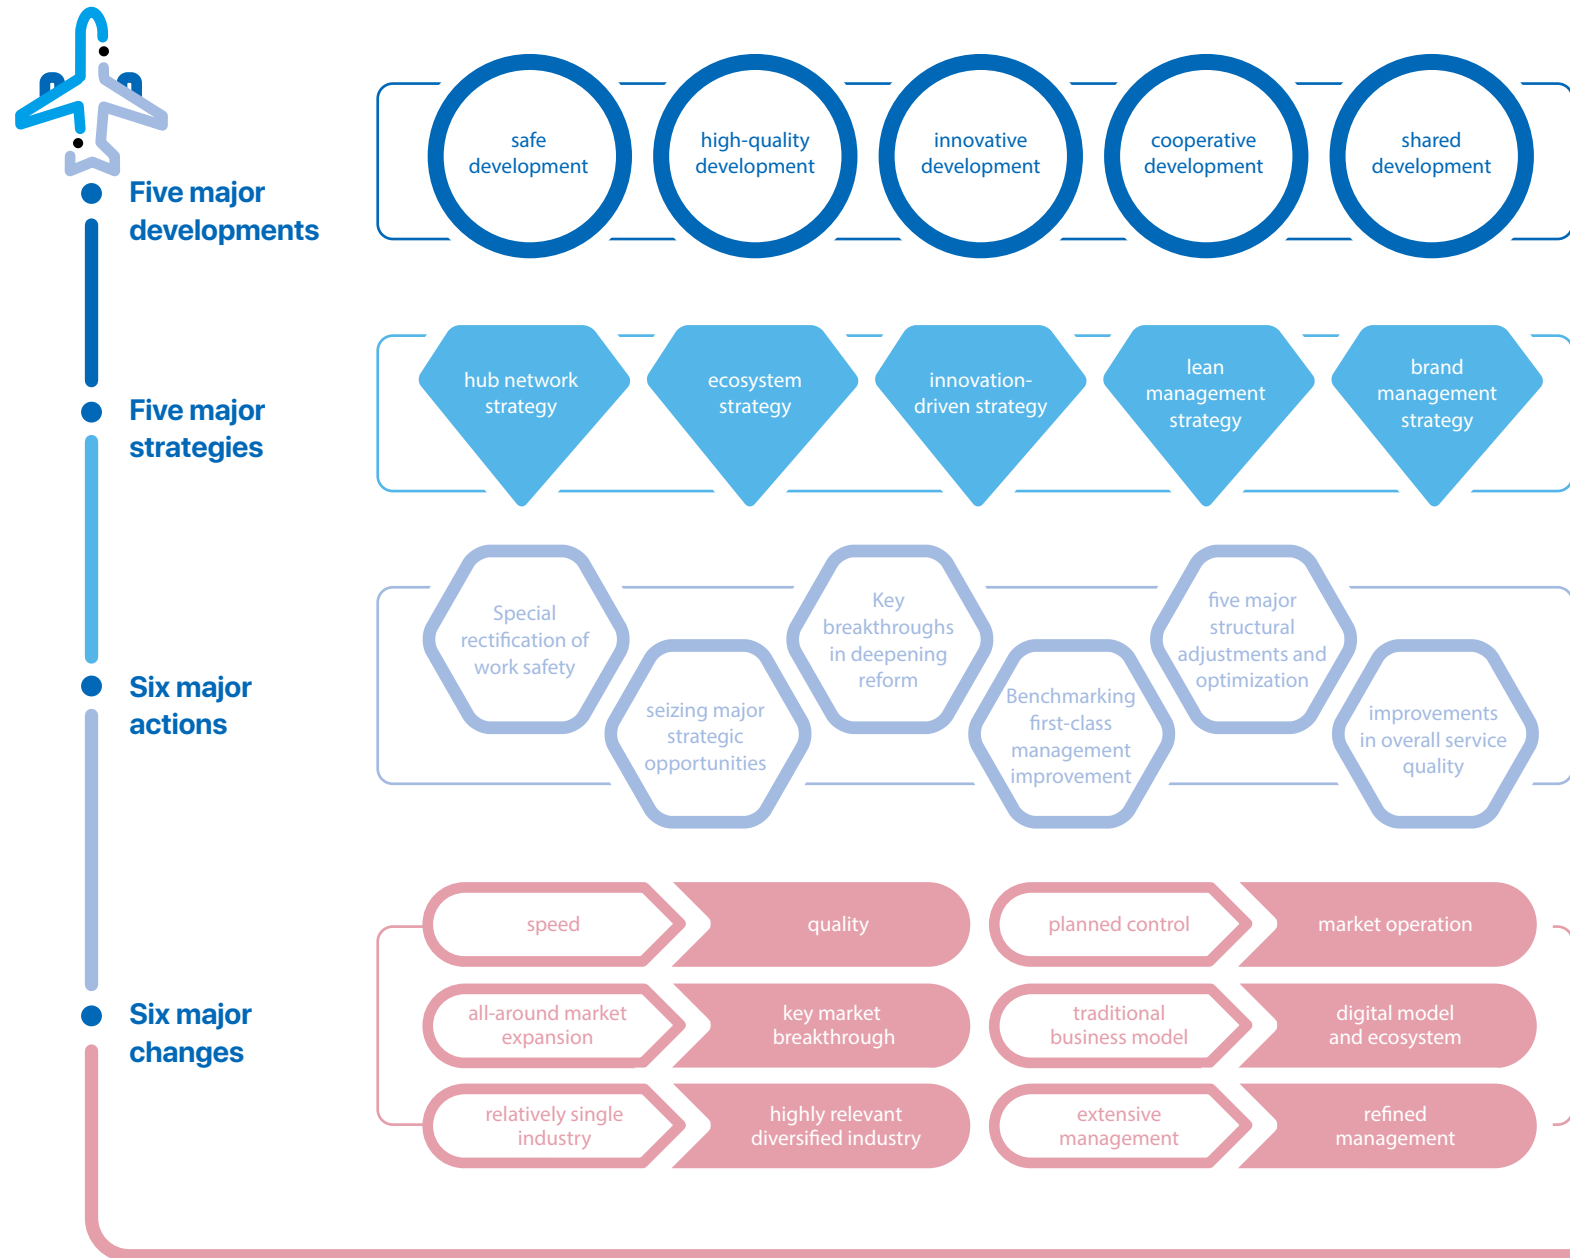 Five major
developments
safe
development
high-quality
development
innovative
development
cooperative
development
shared
development
Five major
strategies
hub network
strategy
ecosystem
strategy
innovation-
driven strategy
lean
management
strategy
brand
management
strategy
Six major
actions
Special
rectification of
work safety
seizing major
strategic
opportunities
Key
breakthroughs
in deepening
reform
Benchmarking
first-class
management
improvement
five major
structural
adjustments and
optimization
improvements
in overall service
quality
Six major
changes
speed
quality
planned control
market operation
all-around market
expansion
key market
breakthrough
traditional
business model
digital model
and ecosystem
relatively single
industry
highly relevant
diversified industry
extensive
management
refined
management